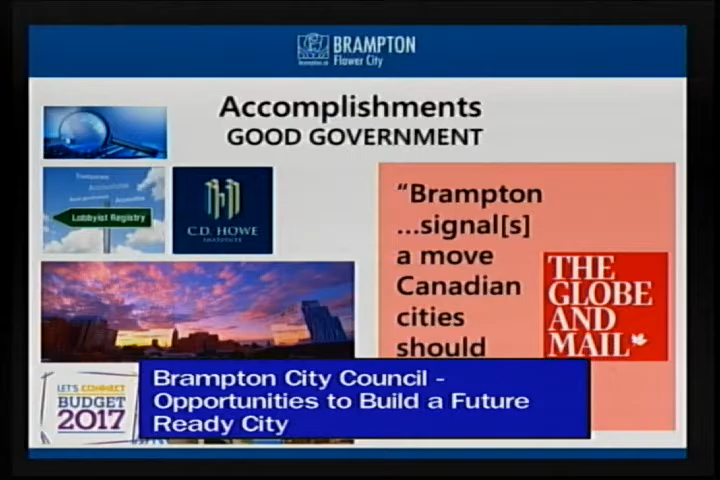 BRAMPTON
Flower City
Accomplishments
GOOD GOVERNMENT
Lobbyist Registry
C.D. HOWE
INSTITUTE
"Brampton
...signal[s]
a move
Canadian
cities
should
THE
GLOBE
AND
MAIL
LET'S CONNECT
BUDGET
2017
Brampton City Council -
Opportunities to Build a Future
Ready City